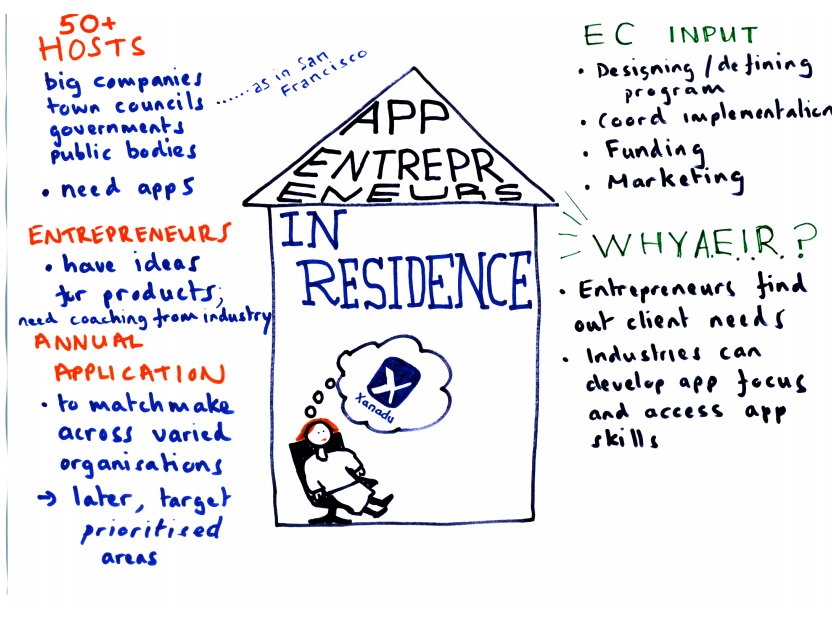 50+
HOSTS
big companies
town councils ......as in San
Francisco
governments
public bodies
• need apps
ENTREPRENEURS
• have ideas
for products;
need coaching from industry
ANNUAL
APPLICATION
• to matchmake
across varied
organisations
→ later, target
prioritised
areas
APP
ENTREPR
ENEURS
IN
RESIDENCE
X
Xanadu
EC INPUT
• Designing/defining
program
• Coord implementation
• Funding
• Marketing
WHY A.E.I.R.?
• Entrepreneurs find
out client needs
• Industries can
develop app focus
and access app
skills